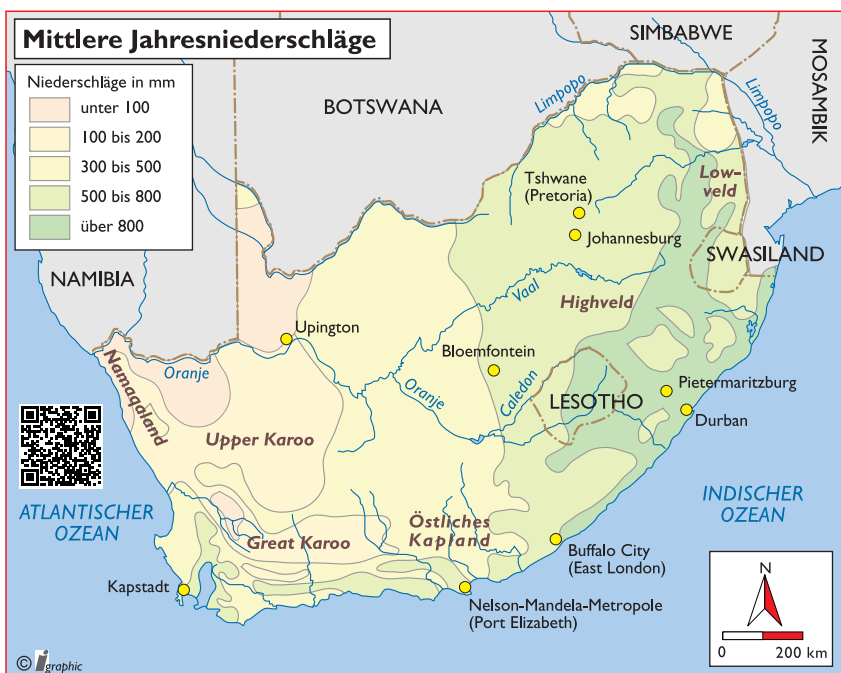 Mittlere Jahresniederschläge
Niederschläge in mm
unter 100
100 bis 200
300 bis 500
500 bis 800
über 800
SIMBABWE
MOSAMBIK
BOTSWANA
NAMIBIA
Limpopo
Limpopo
Low-
veld
Tshwane
(Pretoria)
Johannesburg
SWASILAND
Vaal
Highveld
Upington
Bloemfontein
Oranje
Oranje
Caledon
Namaqaland
LESOTHO
Pietermaritzburg
Durban
Upper Karoo
ATLANTISCHER
OZEAN
INDISCHER
OZEAN
Great Karoo
Östliches
Kapland
Buffalo City
(East London)
Kapstadt
Nelson-Mandela-Metropole
(Port Elizabeth)
N
0 200 km
© igraphic